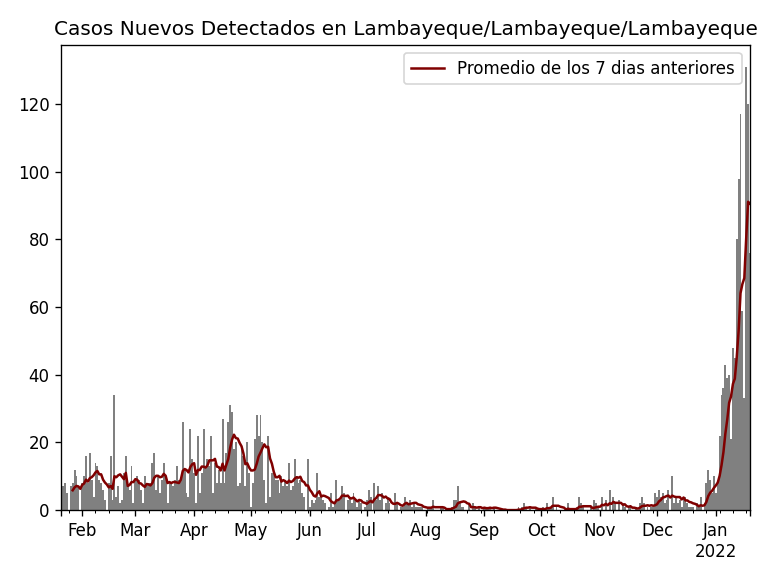 Casos Nuevos Detectados en Lambayeque/Lambayeque/Lambayeque
Promedio de los 7 dias anteriores
120
100
80
60
40
20
0
Feb Mar Apr May Jun Jul Aug Sep Oct Nov Dec Jan
2022